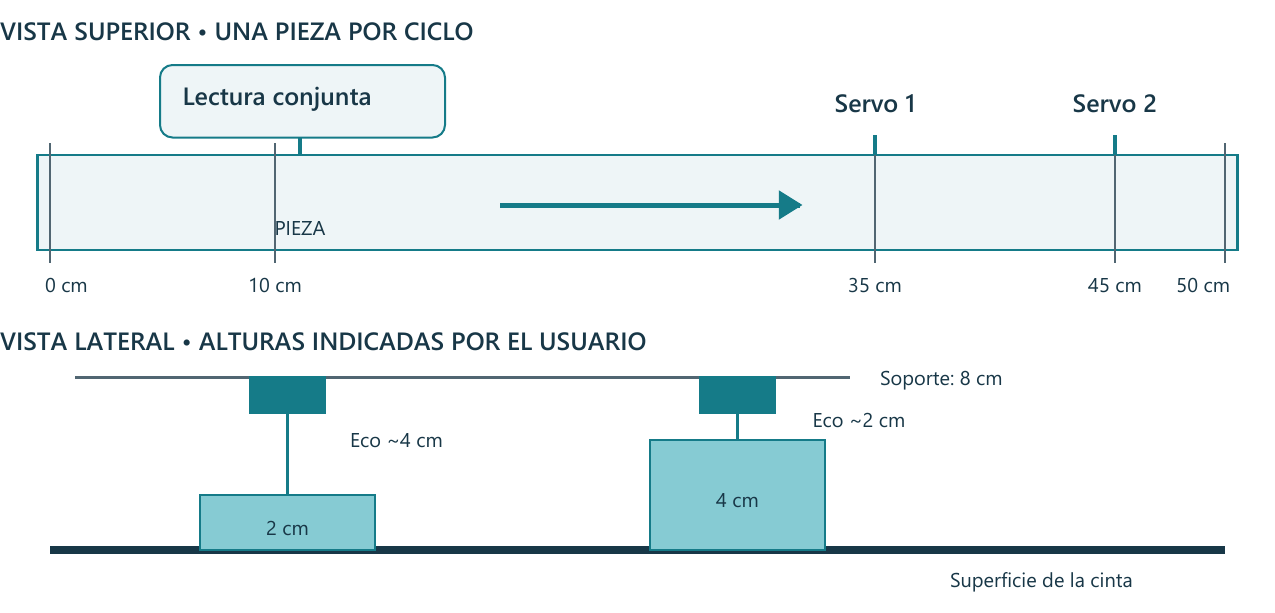 VISTA SUPERIOR • UNA PIEZA POR CICLO
Lectura conjunta
Servo 1
Servo 2
PIEZA
0 cm
10 cm
35 cm
45 cm
50 cm
VISTA LATERAL • ALTURAS INDICADAS POR EL USUARIO
Soporte: 8 cm
Eco ~4 cm
Eco ~2 cm
2 cm
4 cm
Superficie de la cinta